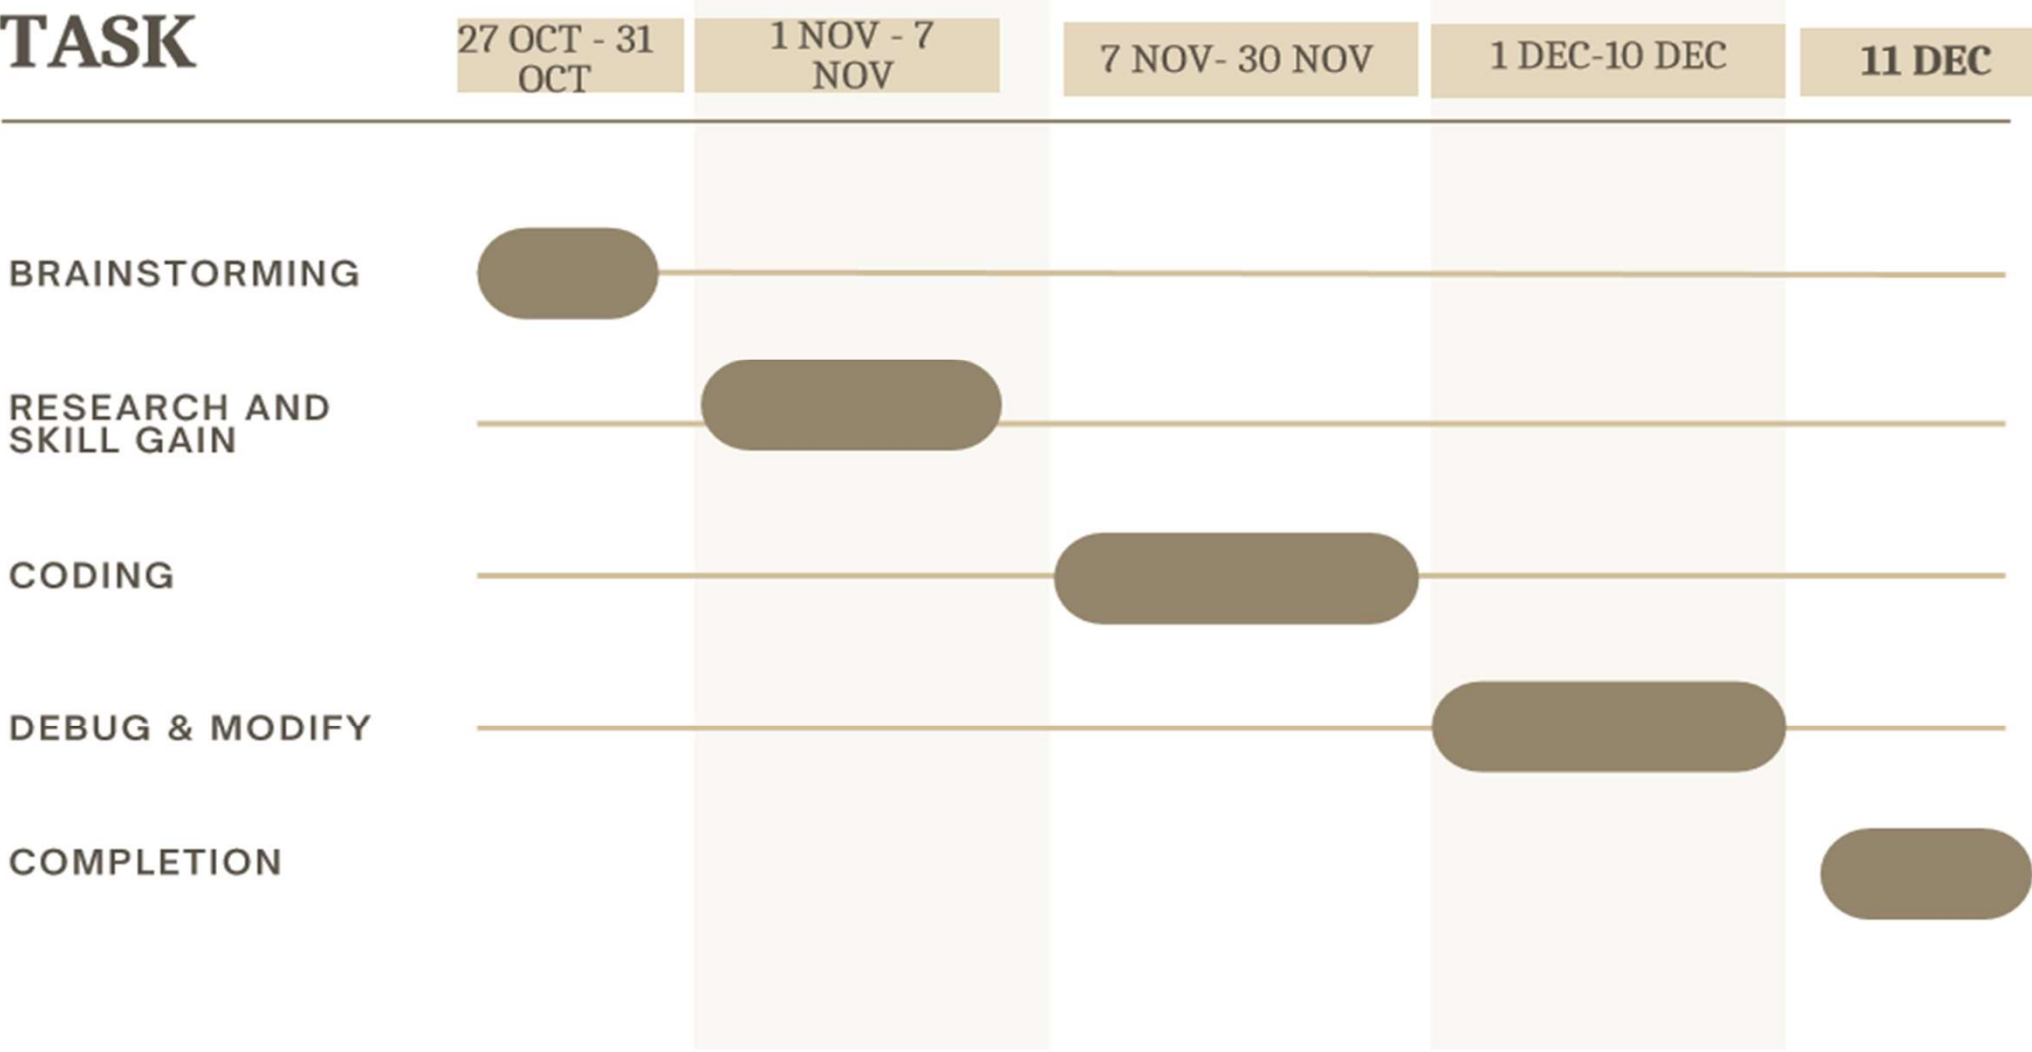 TASK
27 OCT - 31
OCT
1 NOV - 7
NOV
7 NOV- 30 NOV
1 DEC-10 DEC
11 DEC
BRAINSTORMING
RESEARCH AND
SKILL GAIN
CODING
DEBUG & MODIFY
COMPLETION